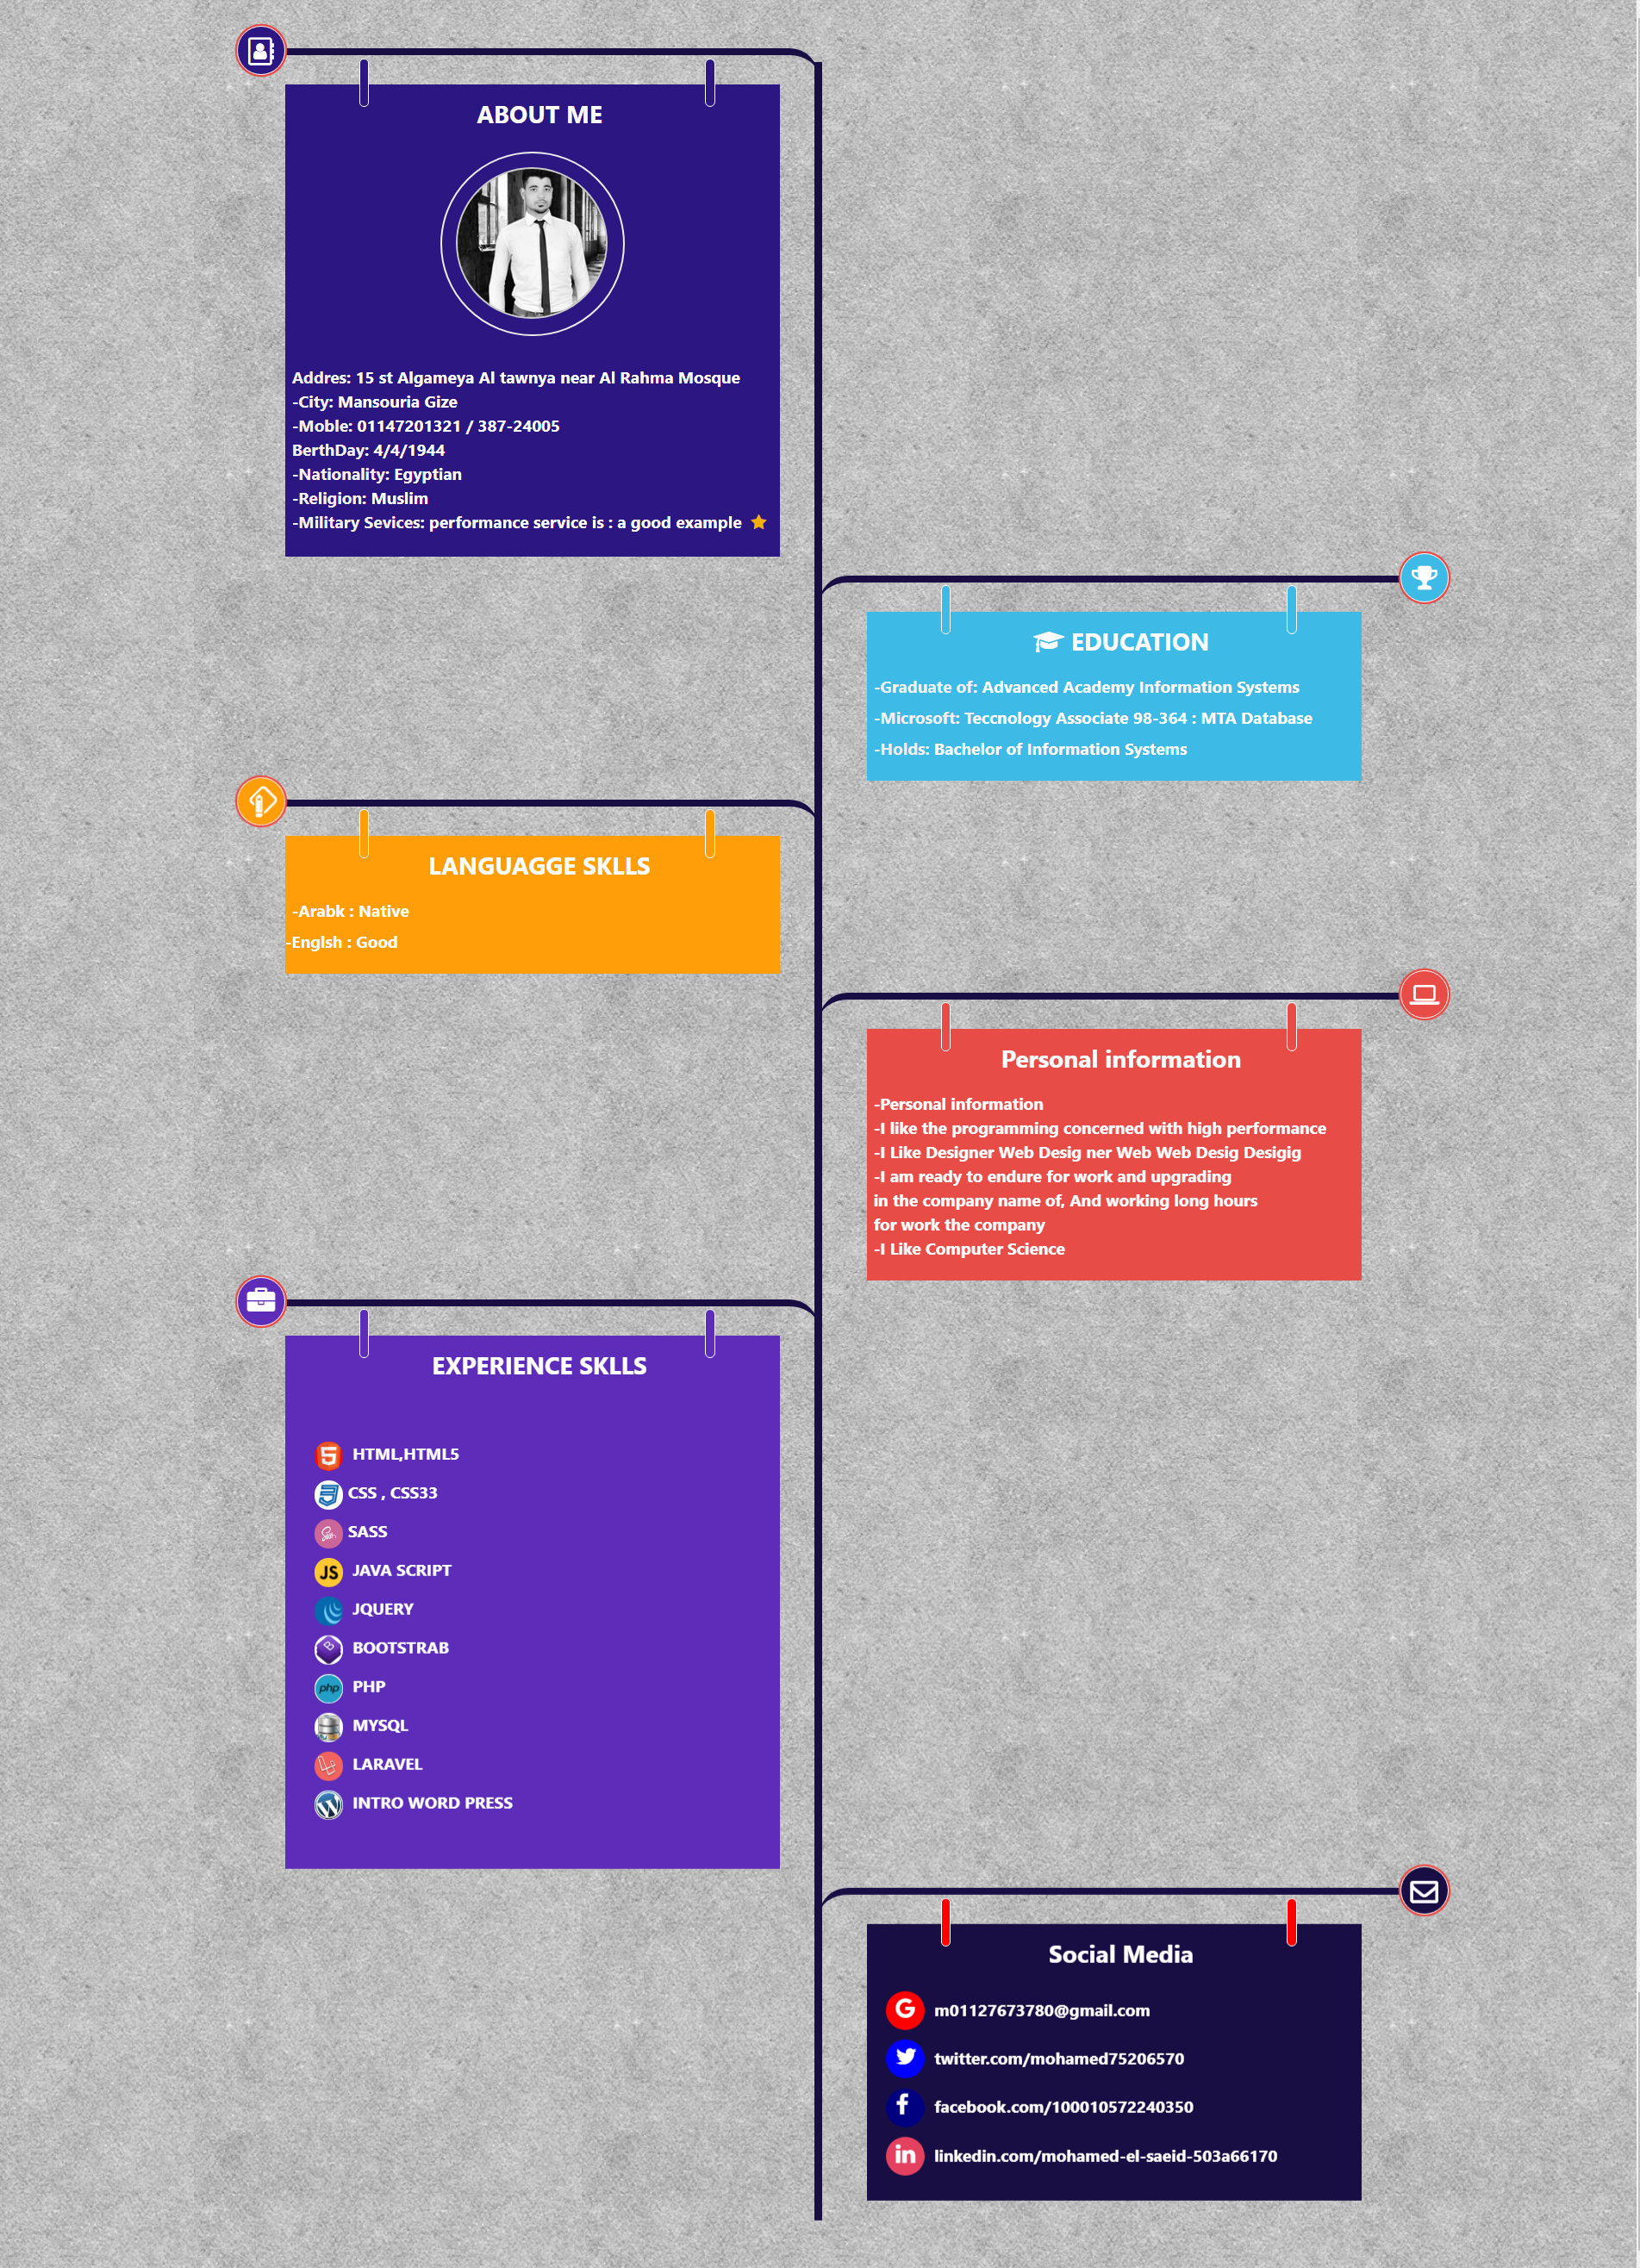 ABOUT ME
Addres: 15 st Algameya Al tawnya near Al Rahma Mosque
-City: Mansouria Gize
-Moble: 01147201321 / 387-24005
BerthDay: 4/4/1944
-Nationality: Egyptian
-Religion: Muslim
-Military Sevices: performance service is : a good example
EDUCATION
-Graduate of: Advanced Academy Information Systems
-Microsoft: Teccnology Associate 98-364 : MTA Database
-Holds: Bachelor of Information Systems
LANGUAGGE SKLLS
-Arabk : Native
-Englsh : Good
Personal information
-Personal information
-I like the programming concerned with high performance
-I Like Designer Web Desig ner Web Web Desig Desigig
-I am ready to endure for work and upgrading
in the company name of, And working long hours
for work the company
-I Like Computer Science
EXPERIENCE SKLLS
HTML,HTML5
CSS , CSS33
SASS
JS JAVA SCRIPT
JQUERY
BOOTSTRAB
php PHP
MYSQL
LARAVEL
INTRO WORD PRESS
Social Media
m01127673780@gmail.com
twitter.com/mohamed75206570
facebook.com/100010572240350
linkedin.com/mohamed-el-saeid-503a66170